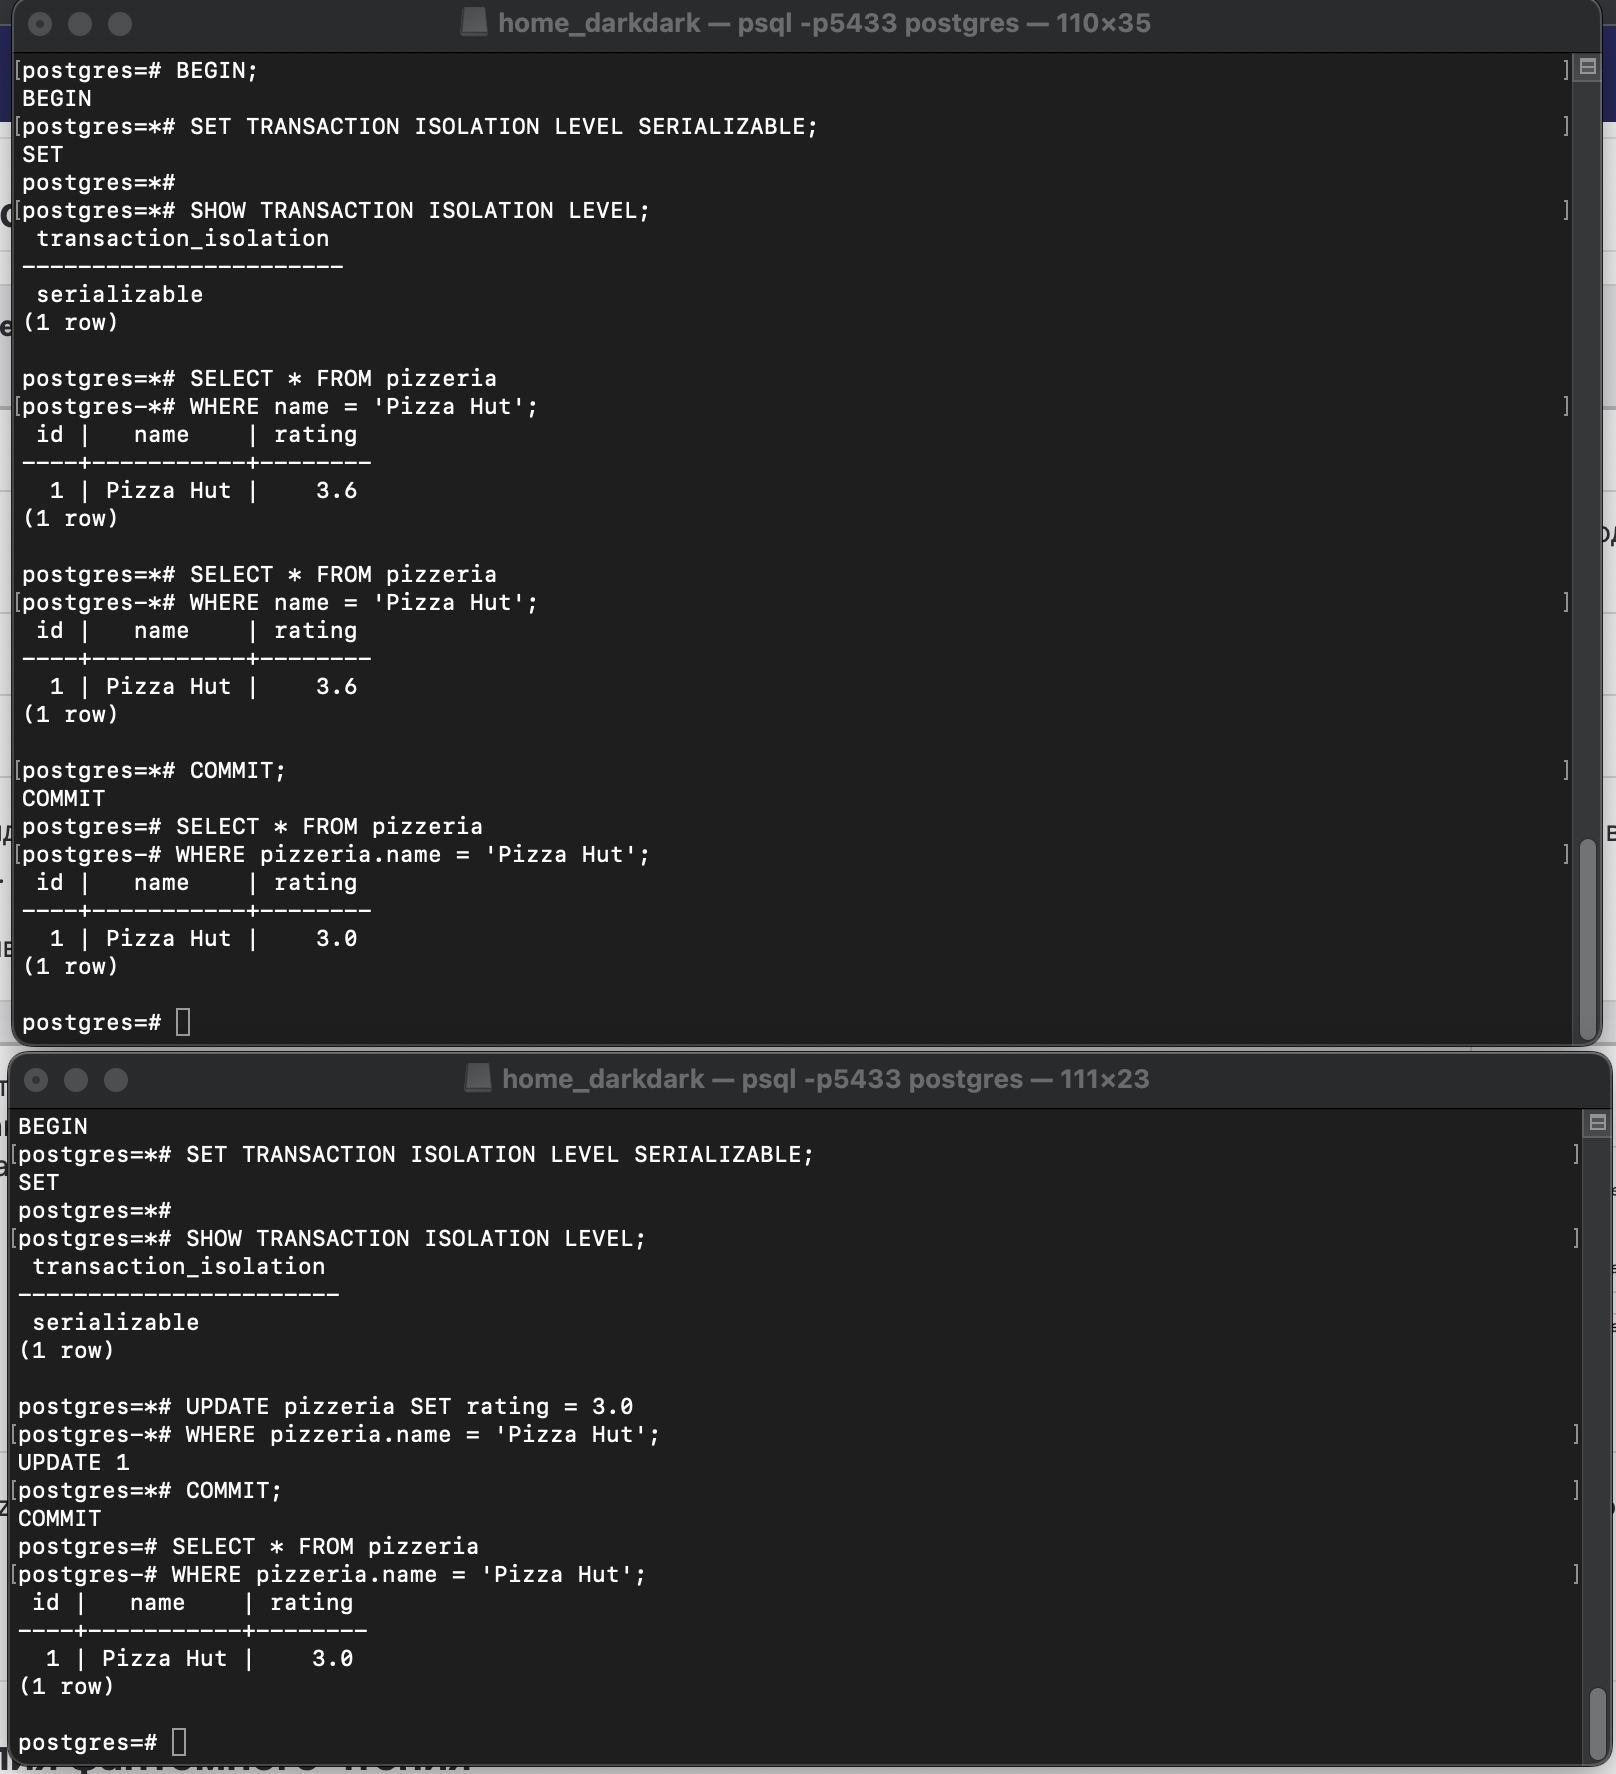 home_darkdark — psql -p5433 postgres — 110×35
[postgres=# BEGIN; ]
BEGIN
[postgres=*# SET TRANSACTION ISOLATION LEVEL SERIALIZABLE; ]
SET
postgres=*#
[postgres=*# SHOW TRANSACTION ISOLATION LEVEL; ]
 transaction_isolation
-----------------------
 serializable
(1 row)

postgres=*# SELECT * FROM pizzeria
[postgres-*# WHERE name = 'Pizza Hut'; ]
 id |   name    | rating
----+-----------+--------
  1 | Pizza Hut |    3.6
(1 row)

postgres=*# SELECT * FROM pizzeria
[postgres-*# WHERE name = 'Pizza Hut'; ]
 id |   name    | rating
----+-----------+--------
  1 | Pizza Hut |    3.6
(1 row)

[postgres=*# COMMIT; ]
COMMIT
postgres=# SELECT * FROM pizzeria
[postgres-# WHERE pizzeria.name = 'Pizza Hut'; ]
 id |   name    | rating
----+-----------+--------
  1 | Pizza Hut |    3.0
(1 row)

postgres=#
home_darkdark — psql -p5433 postgres — 111×23
BEGIN
[postgres=*# SET TRANSACTION ISOLATION LEVEL SERIALIZABLE; ]
SET
postgres=*#
[postgres=*# SHOW TRANSACTION ISOLATION LEVEL; ]
 transaction_isolation
-----------------------
 serializable
(1 row)

postgres=*# UPDATE pizzeria SET rating = 3.0
[postgres-*# WHERE pizzeria.name = 'Pizza Hut'; ]
UPDATE 1
[postgres=*# COMMIT; ]
COMMIT
postgres=# SELECT * FROM pizzeria
[postgres-# WHERE pizzeria.name = 'Pizza Hut'; ]
 id |   name    | rating
----+-----------+--------
  1 | Pizza Hut |    3.0
(1 row)

postgres=#